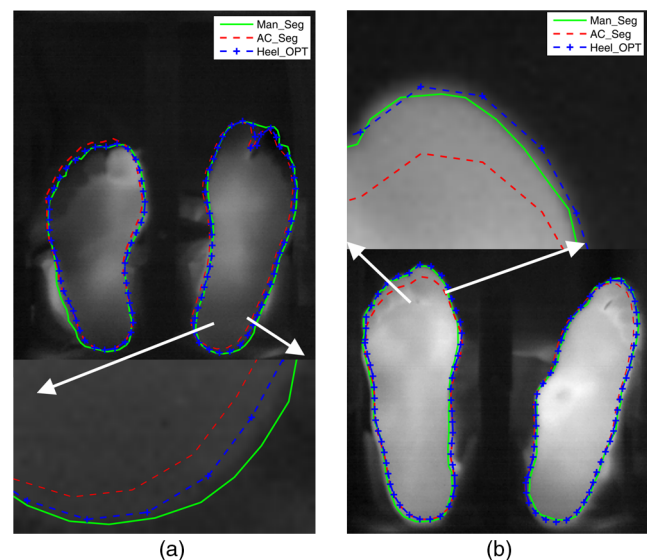 Man_Seg
AC_Seg
Heel_OPT
Man_Seg
AC_Seg
Heel_OPT
(a)
(b)